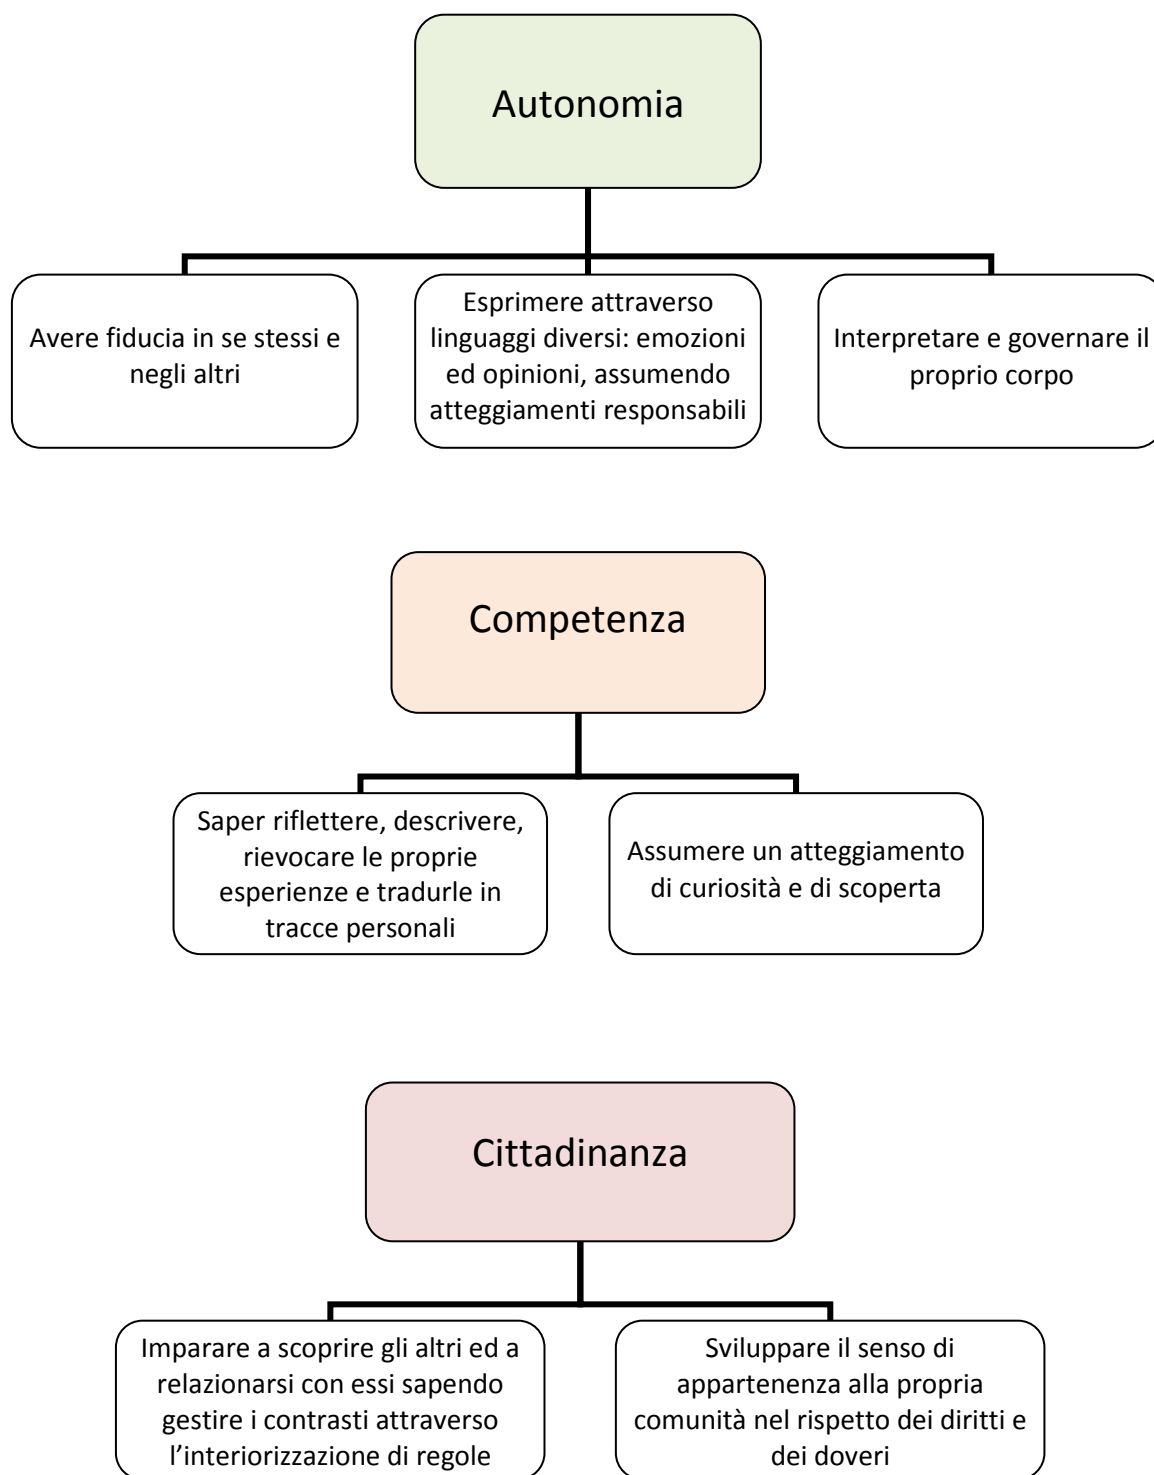 Autonomia
Avere fiducia in se stessi e
negli altri
Esprimere attraverso
linguaggi diversi: emozioni
ed opinioni, assumendo
atteggiamenti responsabili
Interpretare e governare il
proprio corpo
Competenza
Saper riflettere, descrivere,
rievocare le proprie
esperienze e tradurle in
tracce personali
Assumere un atteggiamento
di curiosità e di scoperta
Cittadinanza
Imparare a scoprire gli altri ed a
relazionarsi con essi sapendo
gestire i contrasti attraverso
l’interiorizzazione di regole
Sviluppare il senso di
appartenenza alla propria
comunità nel rispetto dei diritti e
dei doveri